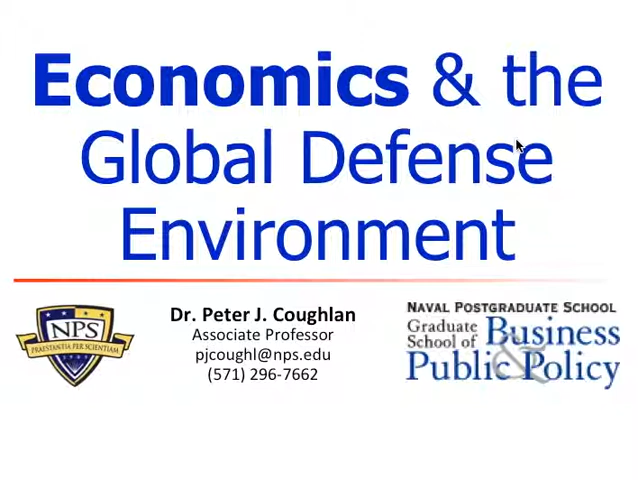 Economics & the
Global Defense
Environment
NPS
PRAESTANTIA PER SCIENTIAM
Dr. Peter J. Coughlan
Associate Professor
pjcoughl@nps.edu
(571) 296-7662
NAVAL POSTGRADUATE SCHOOL
Graduate School of Business
& Public Policy